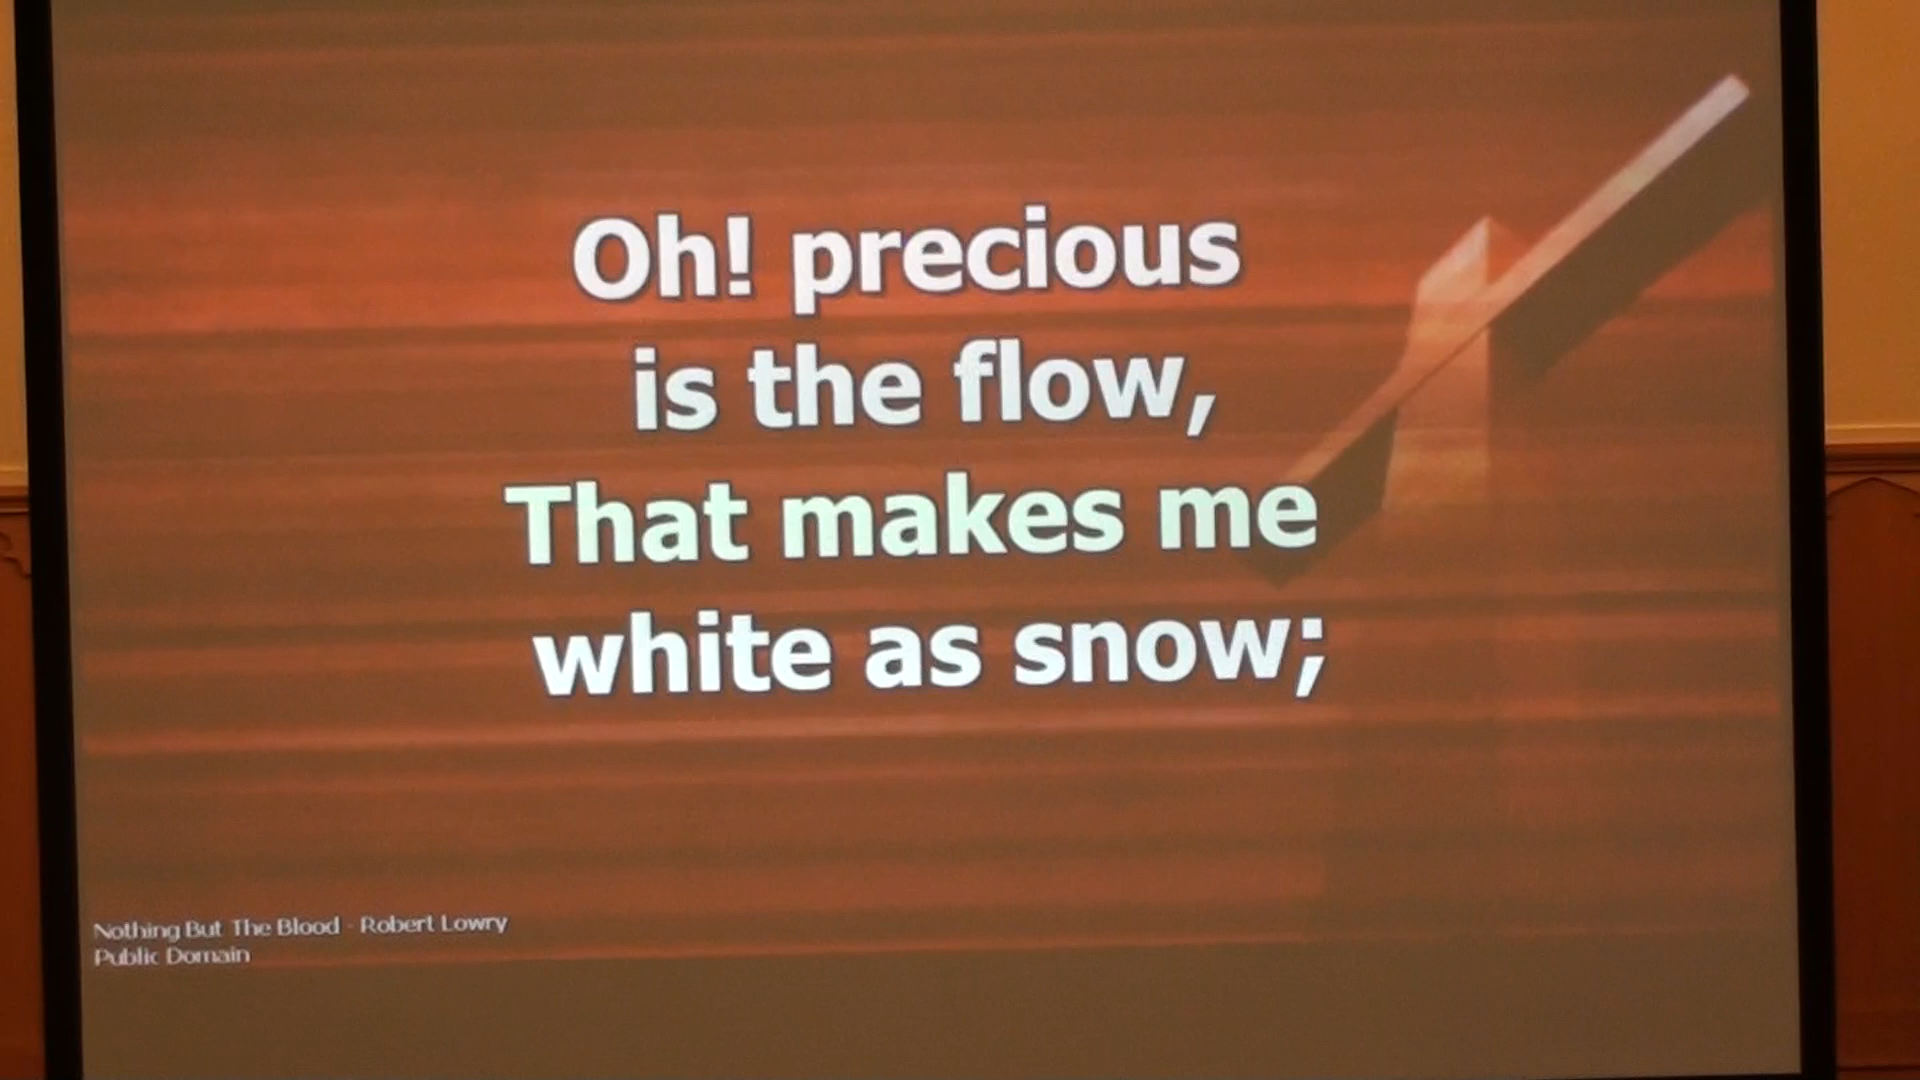 Oh! precious
is the flow,
That makes me
white as snow;
Nothing But The Blood - Robert Lowry
Public Domain